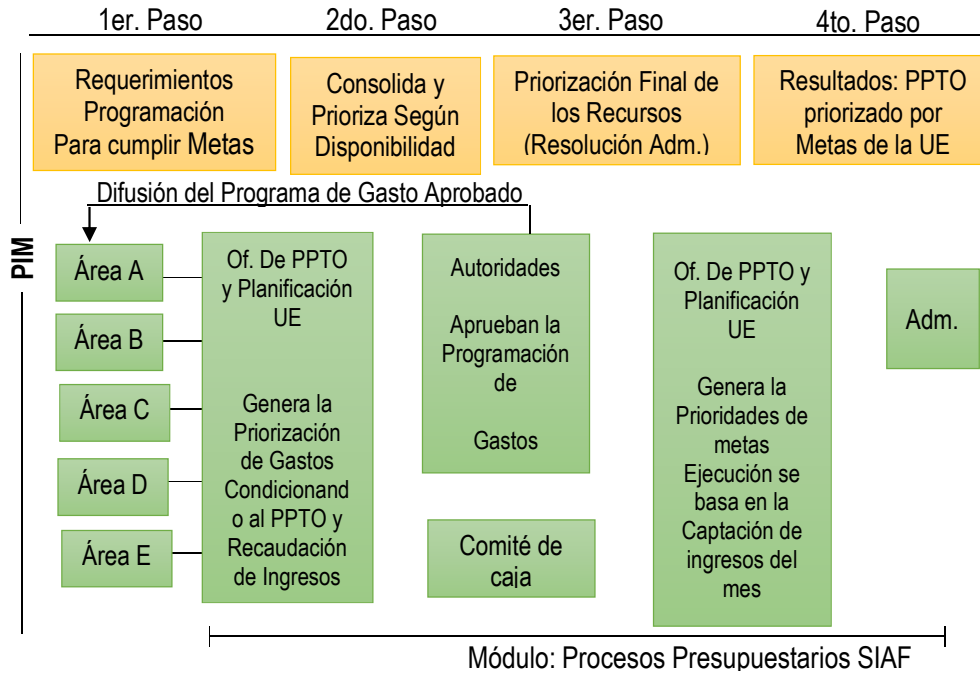 1er. Paso
2do. Paso
3er. Paso
4to. Paso
Requerimientos
Programación
Para cumplir Metas
Consolida y
Prioriza Según
Disponibilidad
Priorización Final de
los Recursos
(Resolución Adm.)
Resultados: PPTO
priorizado por
Metas de la UE
Difusión del Programa de Gasto Aprobado
PIM
Área A
Área B
Área C
Área D
Área E
Of. De PPTO
y Planificación
UE
Genera la
Priorización
de Gastos
Condicionand
o al PPTO y
Recaudación
de Ingresos
Autoridades
Aprueban la
Programación
de
Gastos
Comité de
caja
Of. De PPTO y
Planificación
UE
Genera la
Prioridades de
metas
Ejecución se
basa en la
Captación de
ingresos del
mes
Adm.
Módulo: Procesos Presupuestarios SIAF